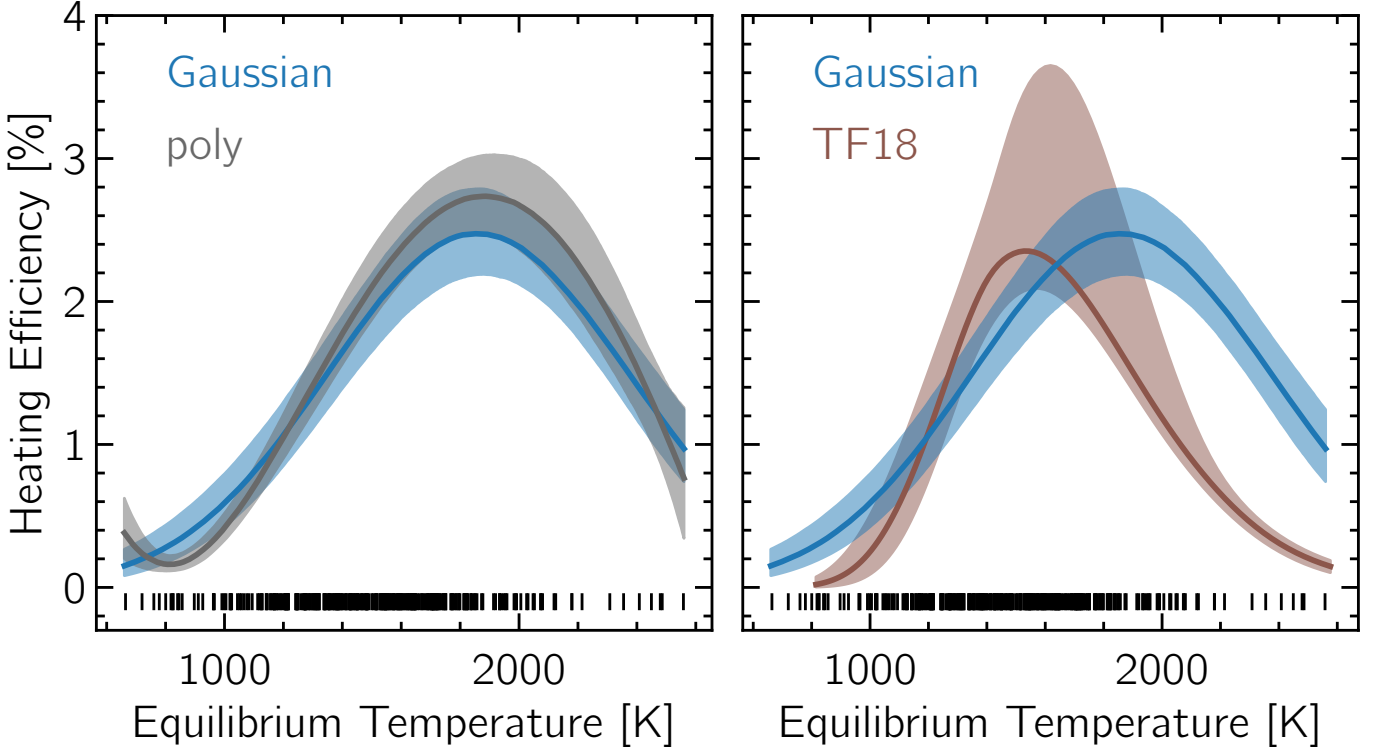 Heating Efficiency [%]
4
3
2
1
0
Gaussian
poly
1000
2000
Equilibrium Temperature [K]
Gaussian
TF18
1000
2000
Equilibrium Temperature [K]